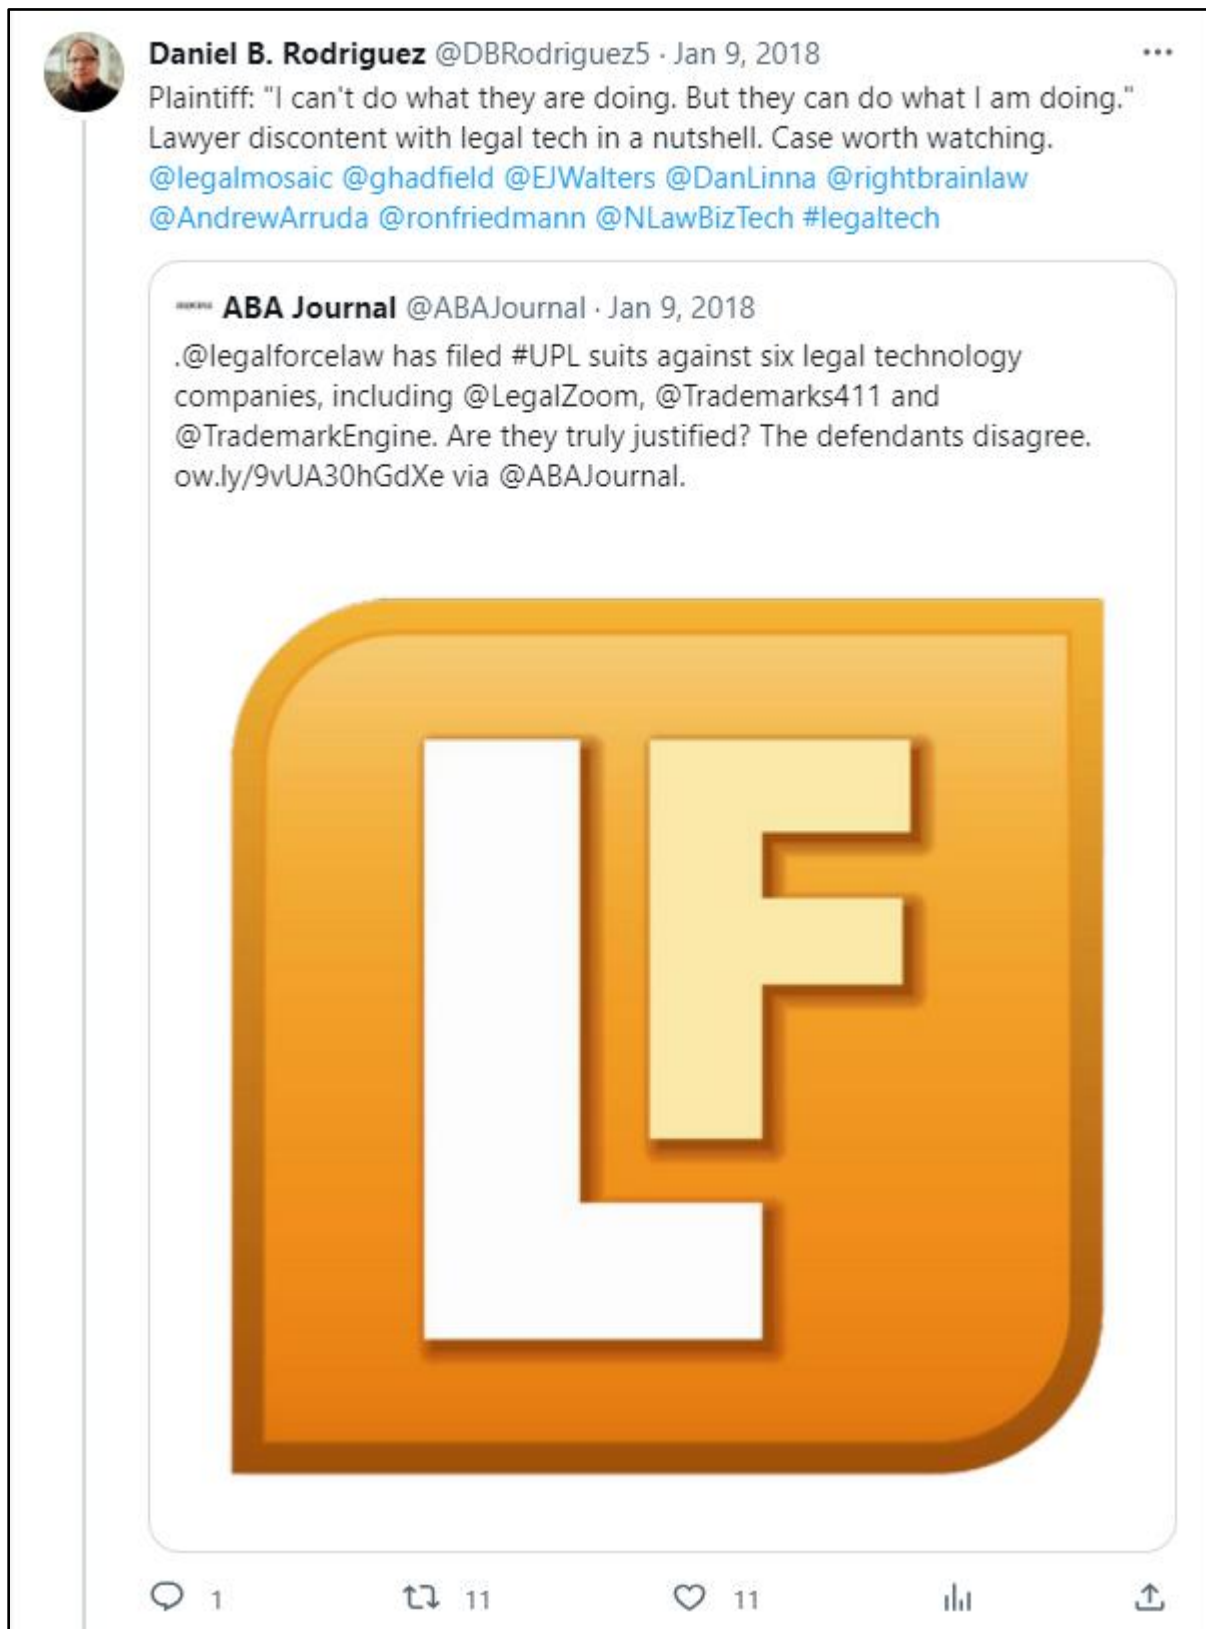 Daniel B. Rodriguez @DBRodriguez5 · Jan 9, 2018
Plaintiff: "I can't do what they are doing. But they can do what I am doing."
Lawyer discontent with legal tech in a nutshell. Case worth watching.
@legalmosaic @ghadfield @EJWalters @DanLinna @rightbrainlaw
@AndrewArruda @ronfriedmann @NLawBizTech #legaltech
ABA Journal @ABAJournal · Jan 9, 2018
.@legalforcelaw has filed #UPL suits against six legal technology
companies, including @LegalZoom, @Trademarks411 and
@TrademarkEngine. Are they truly justified? The defendants disagree.
ow.ly/9vUA30hGdXe via @ABAJournal.
LF
1 11 11